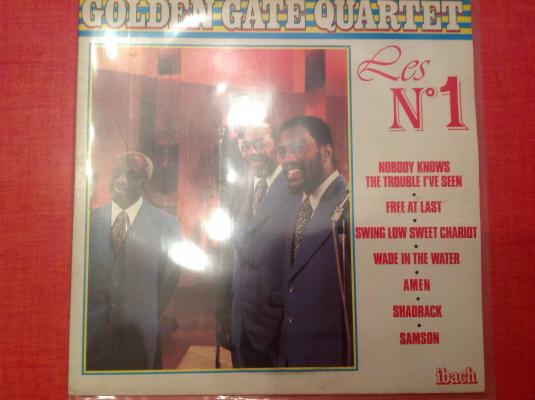 GOLDEN GATE QUARTET
Les
N°1
NOBODY KNOWS
THE TROUBLE I'VE SEEN
•
FREE AT LAST
•
SWING LOW SWEET CHARIOT
•
WADE IN THE WATER
•
AMEN
•
SHADRACK
•
SAMSON
ibach